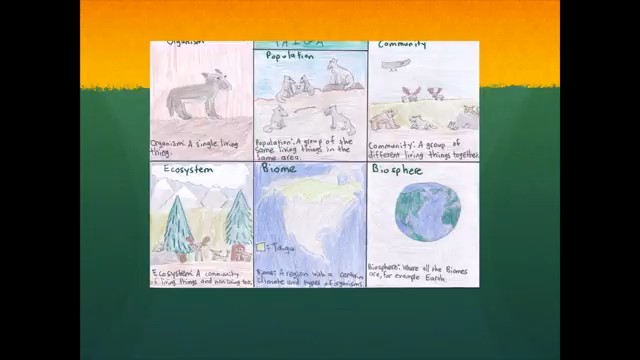 Organism
TAIGA
Community
Population
Organism: A single living
thing.
Population: A group of the
same living things in the
same area.
Community: A group of
different living things together.
Ecosystem
Biome
Biosphere
= Taiga
Ecosystem: A community
of living things and non living too.
Biome: A region with a certain
climate and types of organisms.
Biosphere: Where all the Biomes
are, for example Earth.